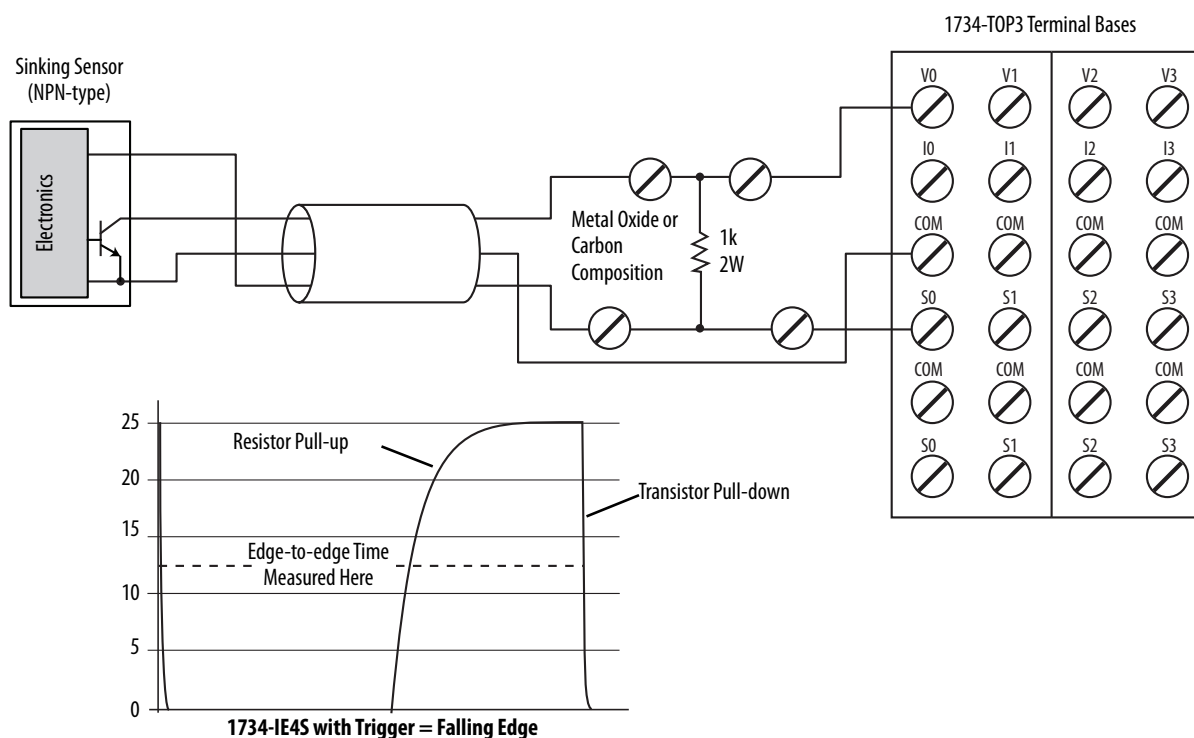 1734-TOP3 Terminal Bases
Sinking Sensor
(NPN-type)
Electronics
Metal Oxide or
Carbon
Composition
1k
2W
V0 V1 V2 V3
I0 I1 I2 I3
COM COM COM COM
S0 S1 S2 S3
COM COM COM COM
S0 S1 S2 S3
25
20
15
10
5
0
Resistor Pull-up
Transistor Pull-down
Edge-to-edge Time
Measured Here
1734-IE4S with Trigger = Falling Edge